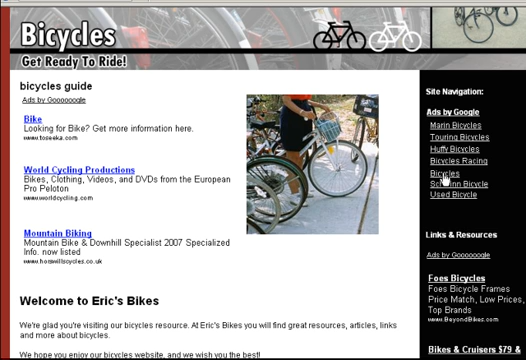 Bicycles
Get Ready To Ride!
bicycles guide
Ads by Goooooogle
Bike
Looking for Bike? Get more information here.
www.toseeka.com
World Cycling Productions
Bikes, Clothing, Videos, and DVDs from the European
Pro Peloton
www.worldcycling.com
Mountain Biking
Mountain Bike & Downhill Specialist 2007 Specialized
Info. now listed
www.hotwillscycles.co.uk
Welcome to Eric's Bikes
We're glad you're visiting our bicycles resource. At Eric's Bikes you will find great resources, articles, links
and more about bicycles.
We hope you enjoy our bicycles website, and we wish you the best!
Site Navigation:
Ads by Google
Marin Bicycles
Touring Bicycles
Huffy Bicycles
Bicycles Racing
Bicycles
Schwinn Bicycle
Used Bicycle
Links & Resources
Ads by Goooooogle
Foes Bicycles
Foes Bicycle Frames
Price Match, Low Prices,
Top Brands
www.BeyondBikes.com
Bikes & Cruisers $79 &